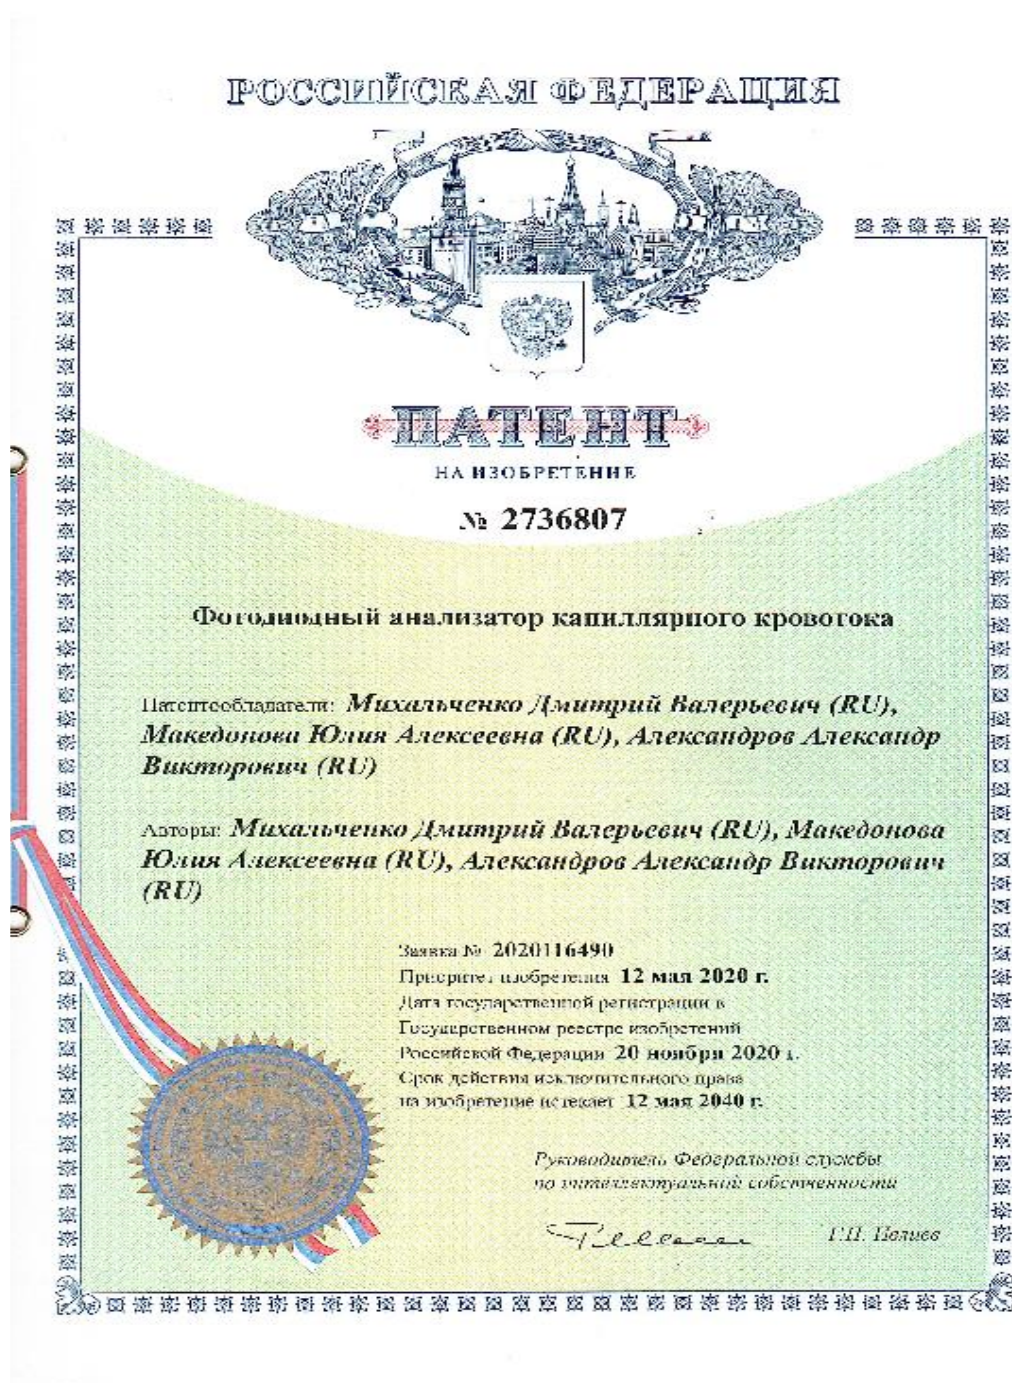 РОССИЙСКАЯ ФЕДЕРАЦИЯ
ПАТЕНТ
НА ИЗОБРЕТЕНИЕ
№ 2736807
Фотодиодный анализатор капиллярного кровотока
Патентообладатели: Михальченко Дмитрий Валерьевич (RU),
Македонова Юлия Алексеевна (RU), Александров Александр
Викторович (RU)
Авторы: Михальченко Дмитрий Валерьевич (RU), Македонова
Юлия Алексеевна (RU), Александров Александр Викторович
(RU)
Заявка № 2020116490
Приоритет изобретения 12 мая 2020 г.
Дата государственной регистрации в
Государственном реестре изобретений
Российской Федерации 20 ноября 2020 г.
Срок действия исключительного права
на изобретение истекает 12 мая 2040 г.
Руководитель Федеральной службы
по интеллектуальной собственности
Г.П. Ивлиев